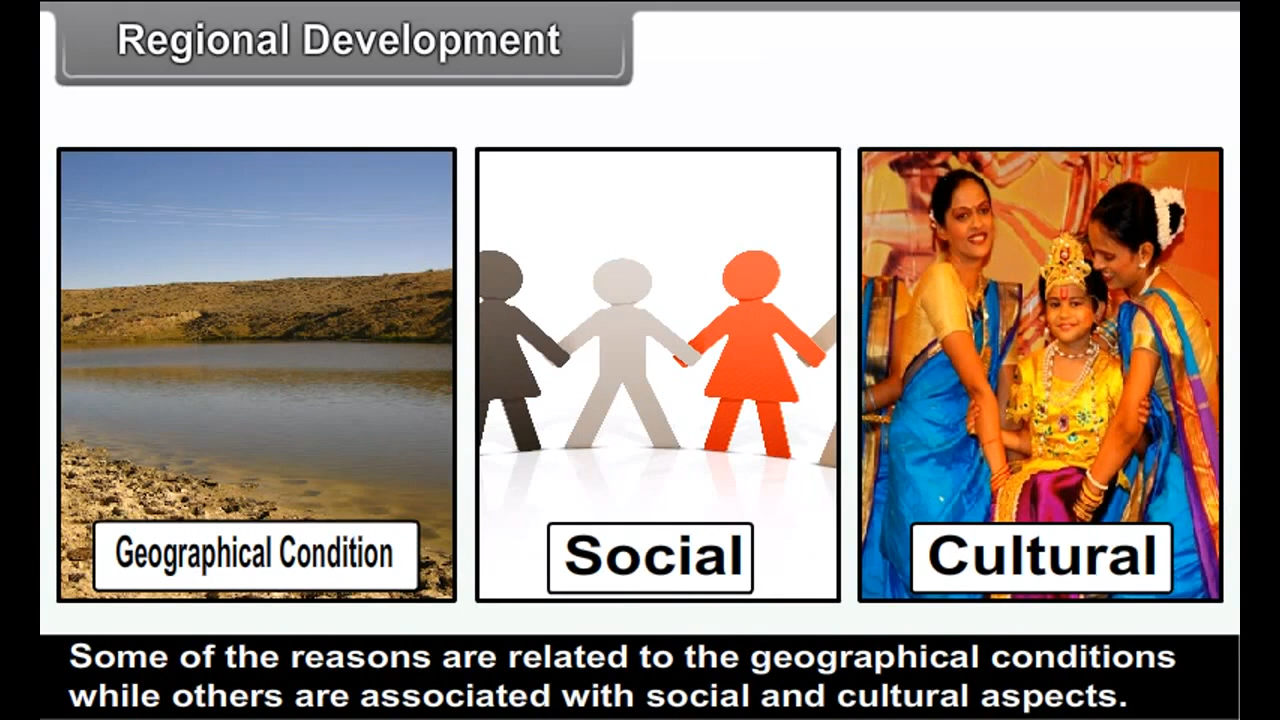 Regional Development
Geographical Condition
Social
Cultural
Some of the reasons are related to the geographical conditions
while others are associated with social and cultural aspects.